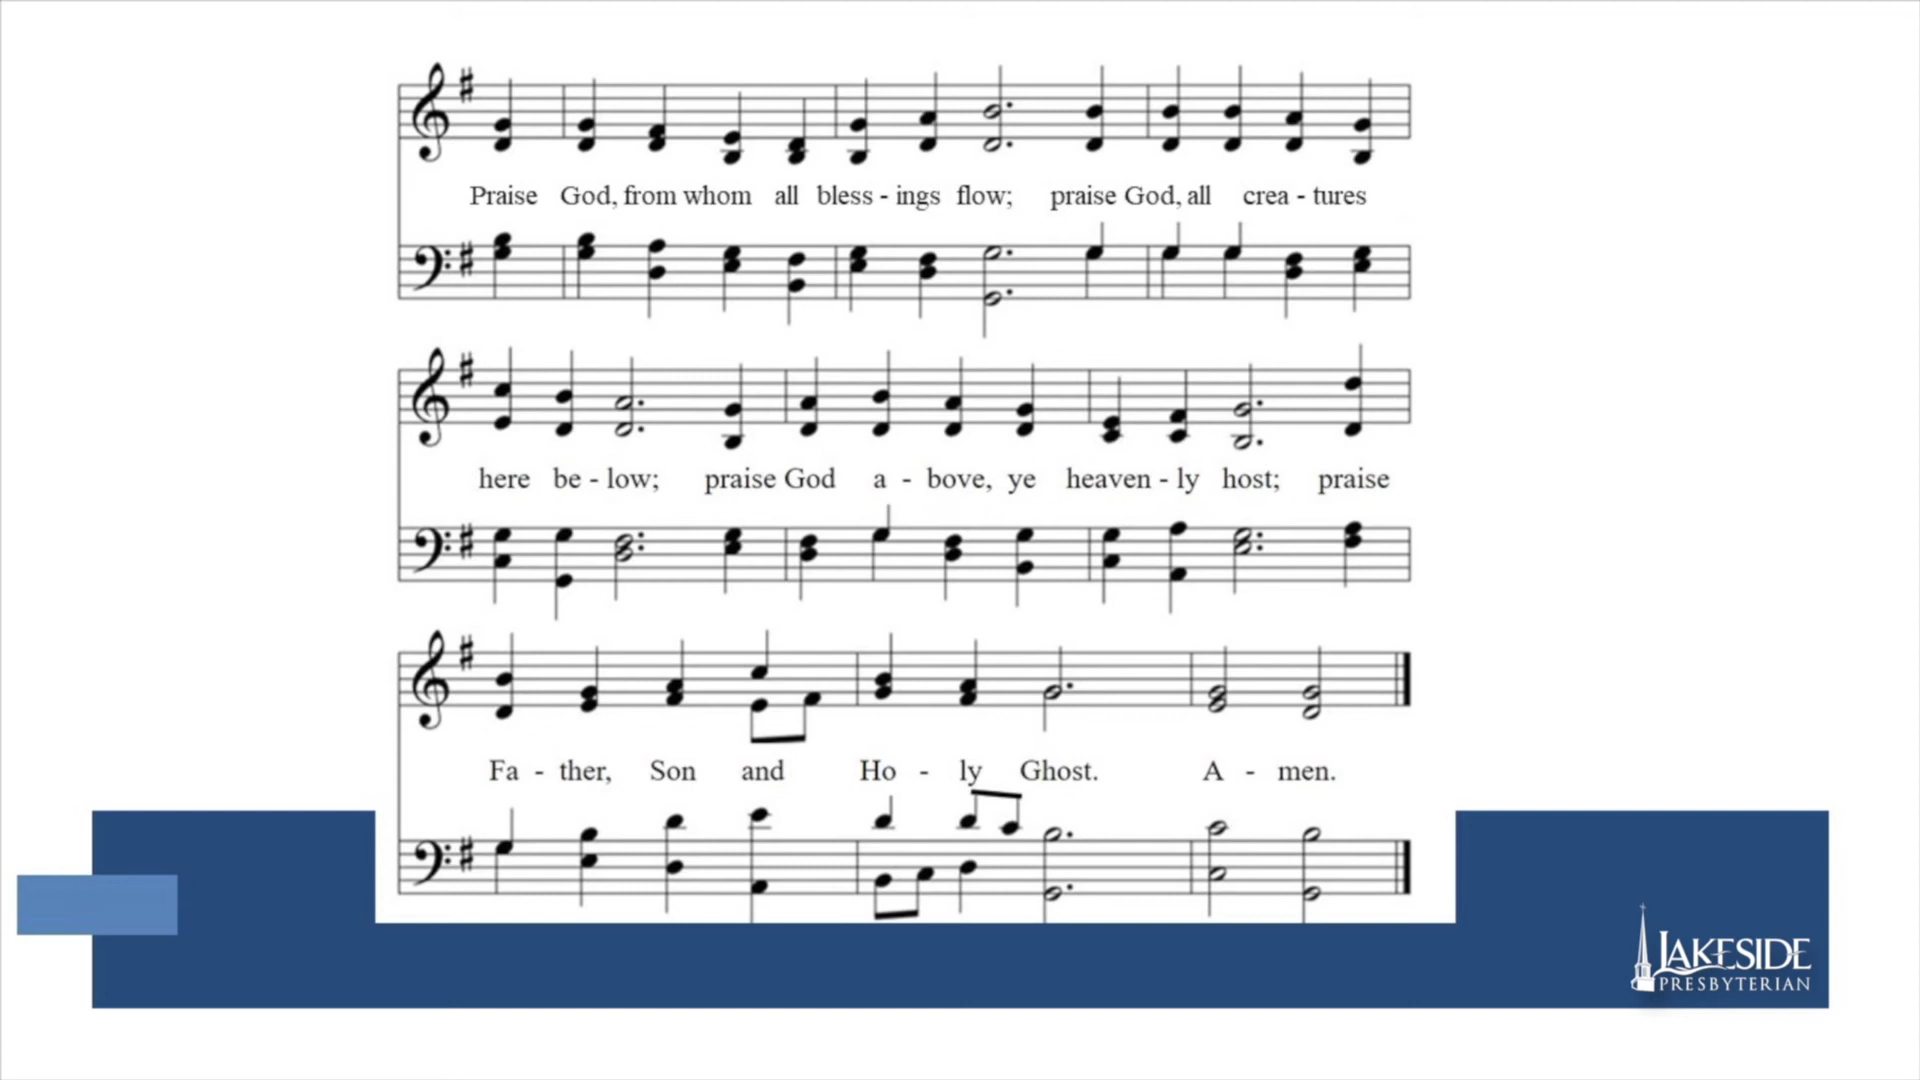 Praise God, from whom all bless - ings flow; praise God, all crea - tures
here be - low; praise God a - bove, ye heaven - ly host; praise
Fa - ther, Son and Ho - ly Ghost. A - men.
LAKESIDE
PRESBYTERIAN